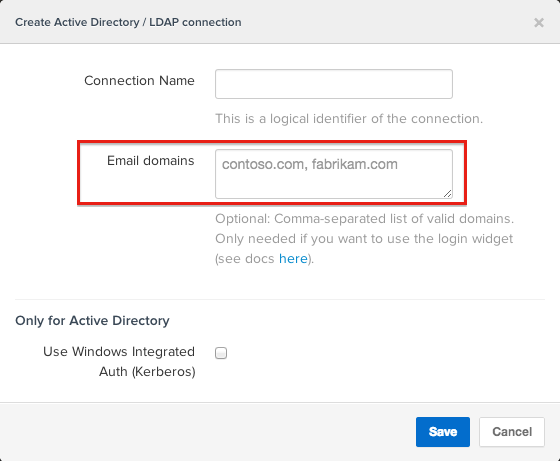 Create Active Directory / LDAP connection ×
Connection Name
This is a logical identifier of the connection.
Email domains contoso.com, fabrikam.com
Optional: Comma-separated list of valid domains.
Only needed if you want to use the login widget
(see docs here).
Only for Active Directory
Use Windows Integrated
Auth (Kerberos)
Save Cancel